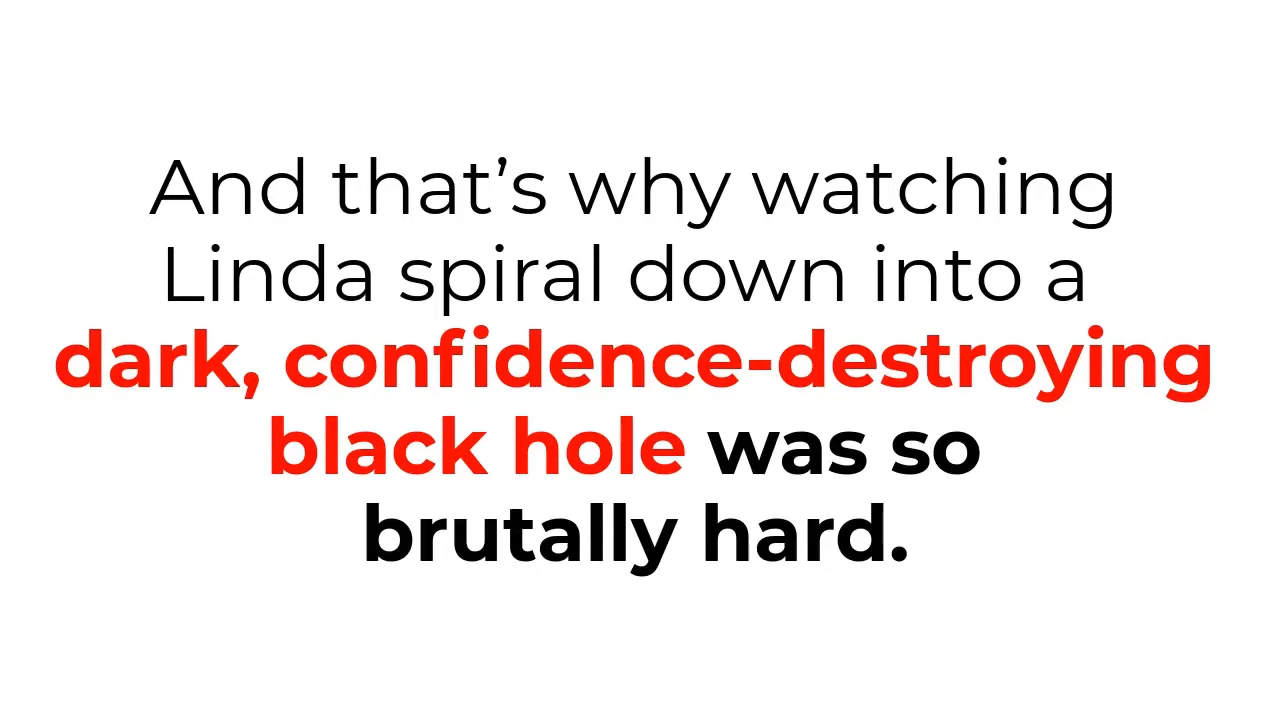 And that’s why watching
Linda spiral down into a
dark, confidence-destroying
black hole was so
brutally hard.